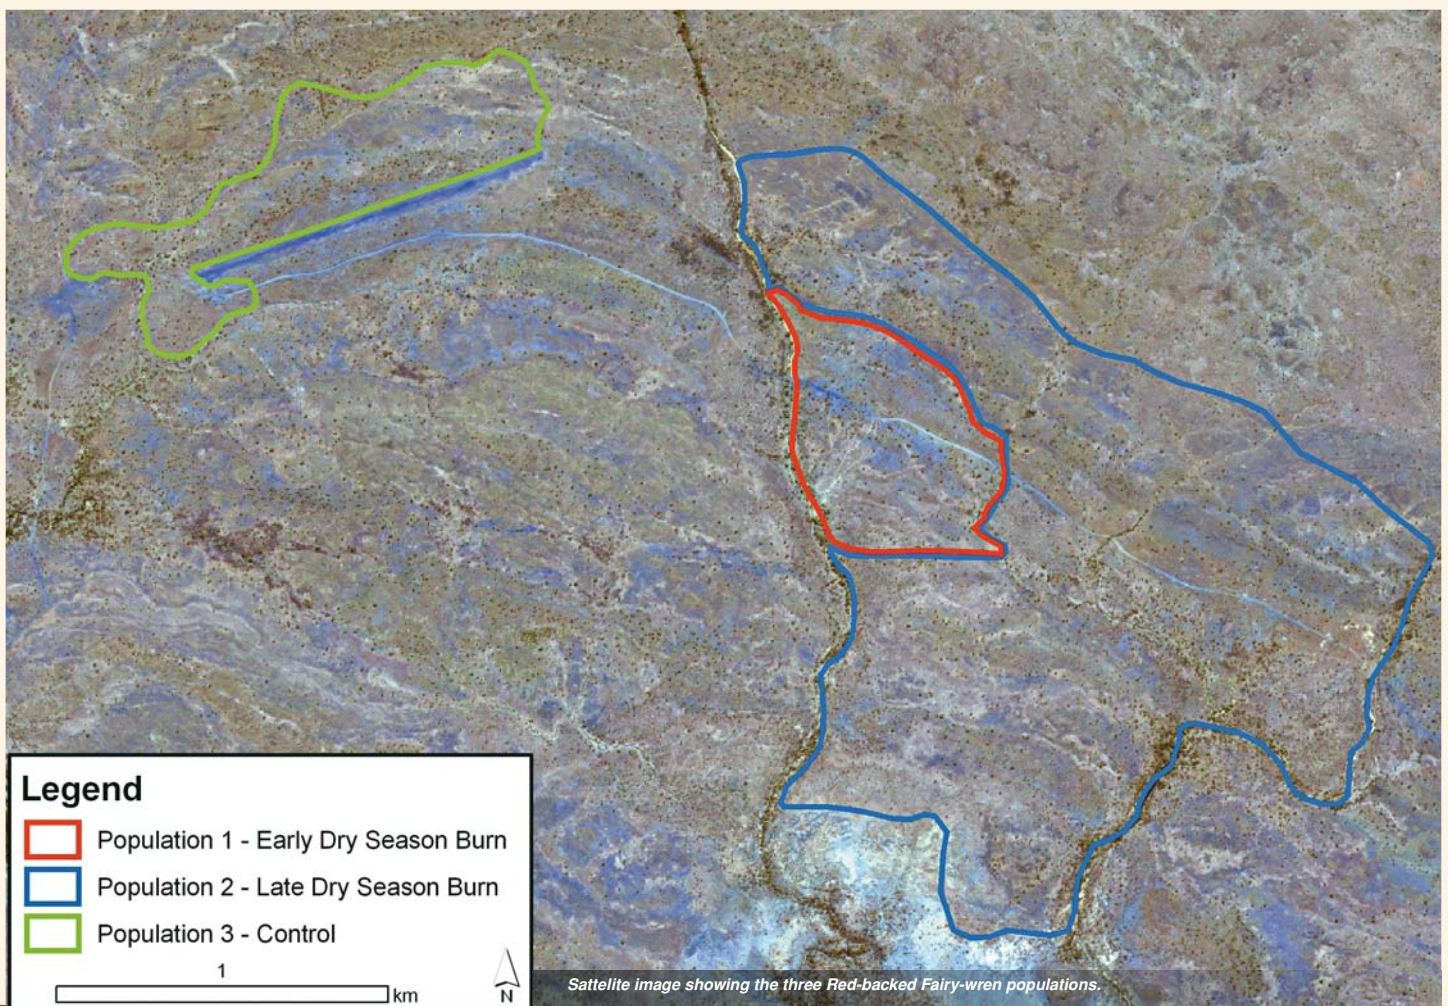 Legend
Population 1 - Early Dry Season Burn
Population 2 - Late Dry Season Burn
Population 3 - Control
1
km
N
Sattelite image showing the three Red-backed Fairy-wren populations.